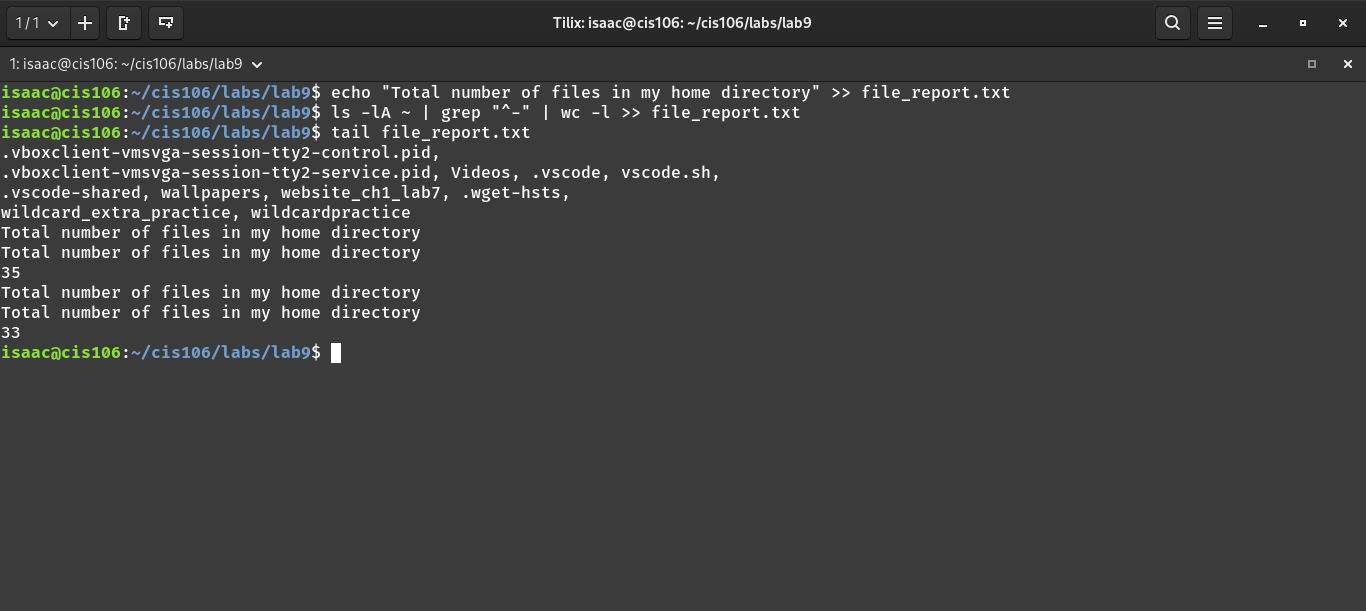 1 / 1
Tilix: isaac@cis106: ~/cis106/labs/lab9
1: isaac@cis106: ~/cis106/labs/lab9
isaac@cis106:~/cis106/labs/lab9$ echo "Total number of files in my home directory" >> file_report.txt
isaac@cis106:~/cis106/labs/lab9$ ls -lA ~ | grep "^-" | wc -l >> file_report.txt
isaac@cis106:~/cis106/labs/lab9$ tail file_report.txt
.vboxclient-vmsvga-session-tty2-control.pid,
.vboxclient-vmsvga-session-tty2-service.pid, Videos, .vscode, vscode.sh,
.vscode-shared, wallpapers, website_ch1_lab7, .wget-hsts,
wildcard_extra_practice, wildcardpractice
Total number of files in my home directory
Total number of files in my home directory
35
Total number of files in my home directory
Total number of files in my home directory
33
isaac@cis106:~/cis106/labs/lab9$